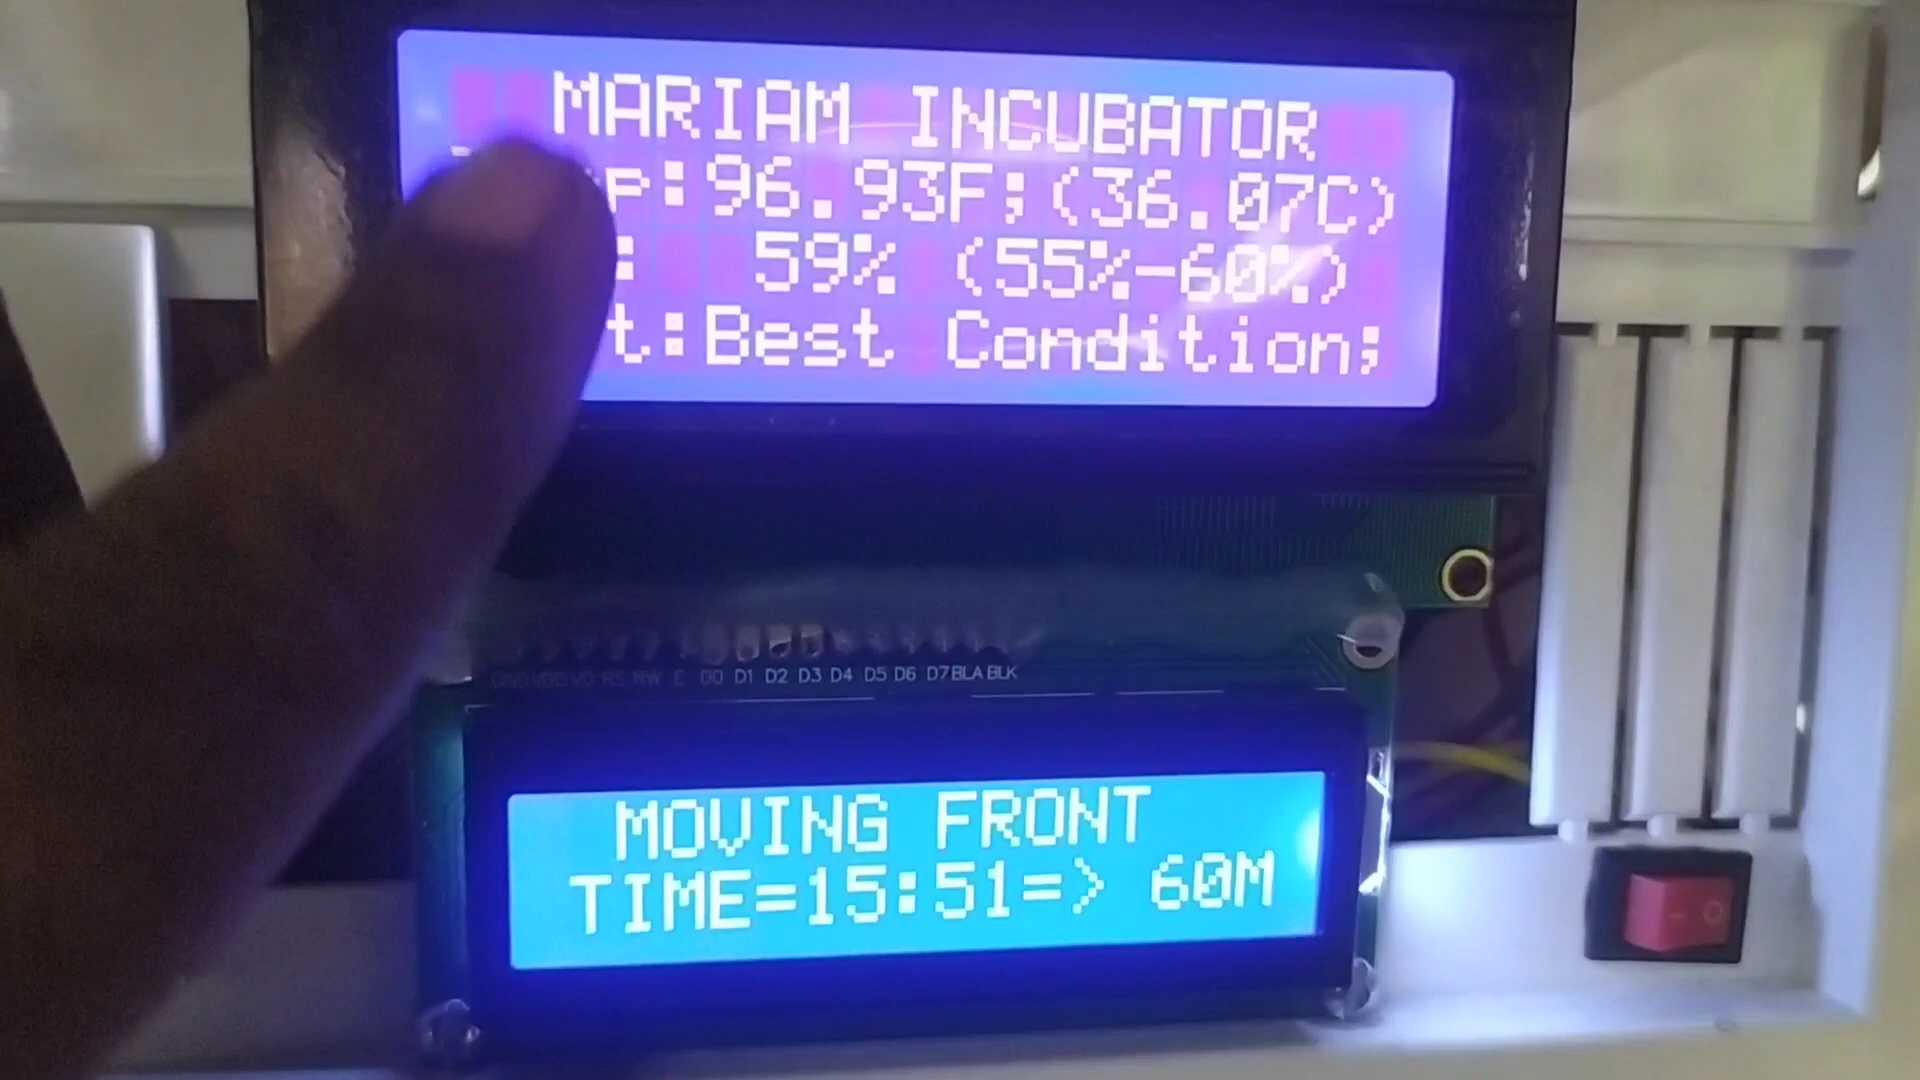 MARIAM INCUBATOR
p:96.93F;(36.07C)
: 59% (55%-60%)
t:Best Condition;
GND VDD VO RS RW E D0 D1 D2 D3 D4 D5 D6 D7 BLA BLK
MOVING FRONT
TIME=15:51=> 60M